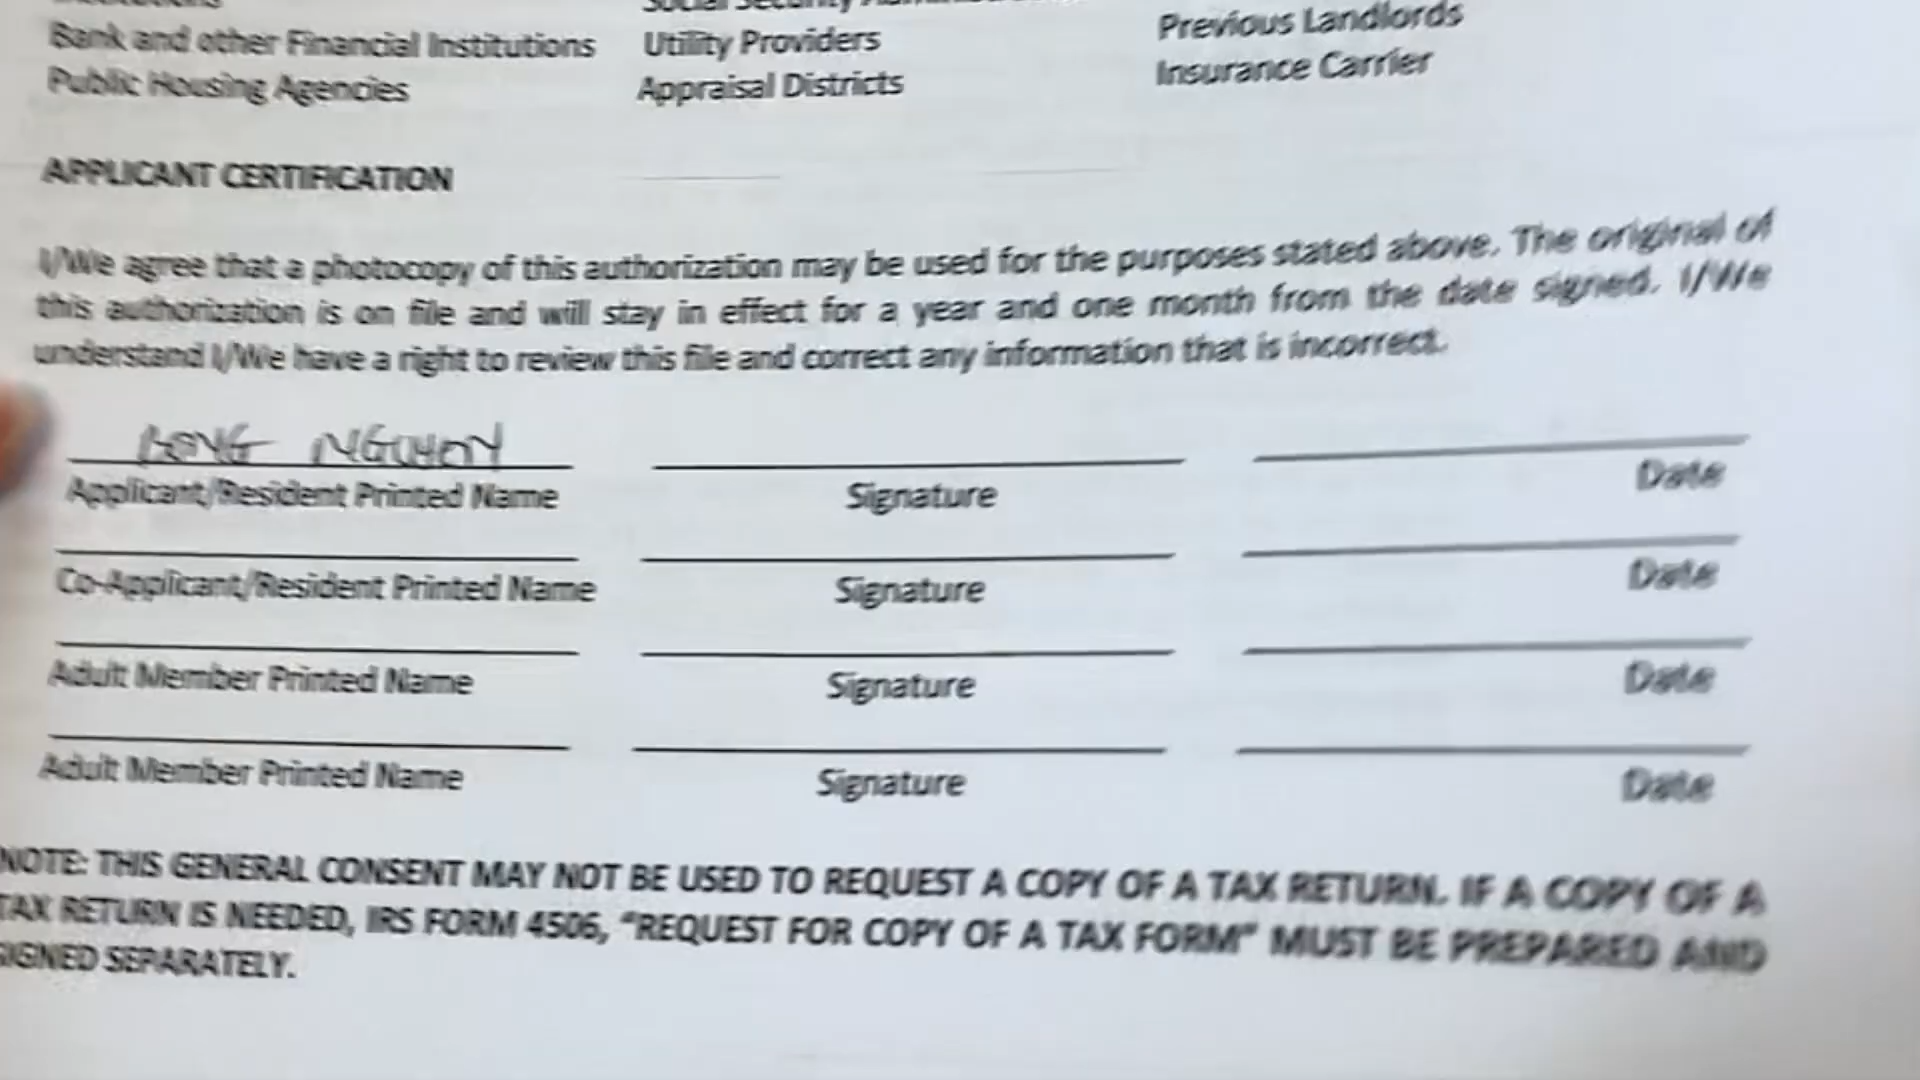 Bank and other Financial Institutions Utility Providers Previous Landlords
Public Housing Agencies Appraisal Districts Insurance Carrier
APPLICANT CERTIFICATION
I/We agree that a photocopy of this authorization may be used for the purposes stated above. The original of
this authorization is on file and will stay in effect for a year and one month from the date signed. I/We
understand I/We have a right to review this file and correct any information that is incorrect.
Applicant/Resident Printed Name Signature Date
Co-Applicant/Resident Printed Name Signature Date
Adult Member Printed Name Signature Date
Adult Member Printed Name Signature Date
NOTE: THIS GENERAL CONSENT MAY NOT BE USED TO REQUEST A COPY OF A TAX RETURN. IF A COPY OF A
TAX RETURN IS NEEDED, IRS FORM 4506, "REQUEST FOR COPY OF A TAX FORM" MUST BE PREPARED AND
SIGNED SEPARATELY.